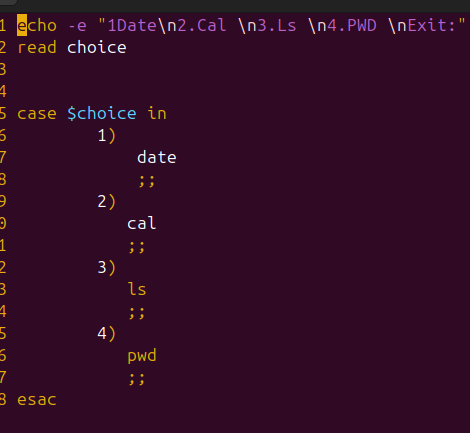 1 echo -e "1Date\n2.Cal \n3.Ls \n4.PWD \nExit:"
2 read choice
3
4
5 case $choice in
6         1)
7             date
8             ;;
9         2)
0            cal
1            ;;
2         3)
3            ls
4            ;;
5         4)
6            pwd
7            ;;
8 esac